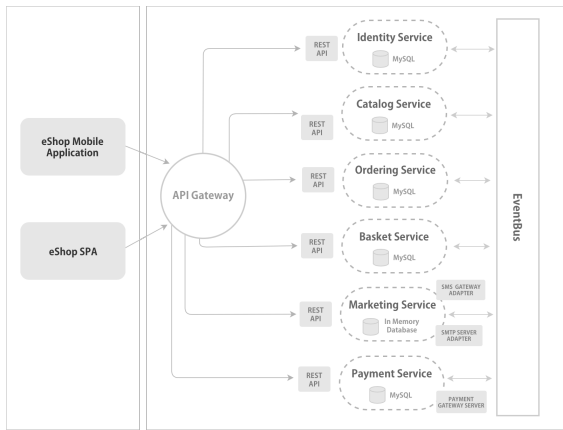 eShop Mobile
Application
eShop SPA
API Gateway
REST
API
Identity Service
MySQL
REST
API
Catalog Service
MySQL
REST
API
Ordering Service
MySQL
REST
API
Basket Service
MySQL
REST
API
Marketing Service
In Memory
Database
SMS GATEWAY
ADAPTER
SMTP SERVER
ADAPTER
REST
API
Payment Service
MySQL
PAYMENT
GATEWAY SERVER
EventBus